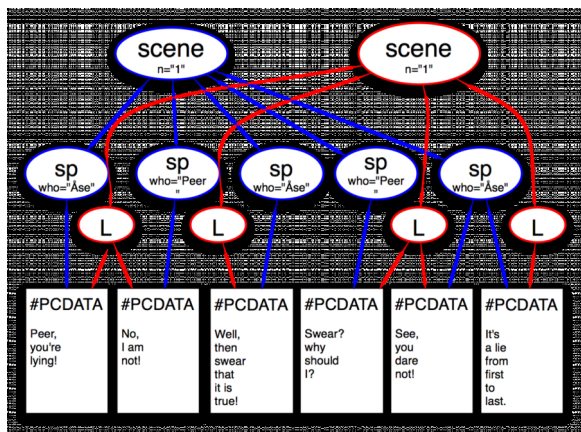 scene
n="1"
scene
n="1"
sp
who="Åse"
sp
who="Peer
"
sp
who="Åse"
sp
who="Peer
"
sp
who="Åse"
L
L
L
L
#PCDATA
Peer,
you're
lying!
#PCDATA
No,
I am
not!
#PCDATA
Well,
then
swear
that
it is
true!
#PCDATA
Swear?
why
should
I?
#PCDATA
See,
you
dare
not!
#PCDATA
It's
a lie
from
first
to
last.